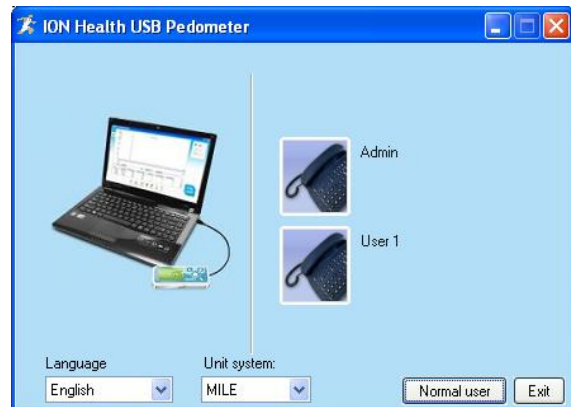 ION Health USB Pedometer
Admin
User 1
Language
Unit system:
English
MILE
Normal user
Exit